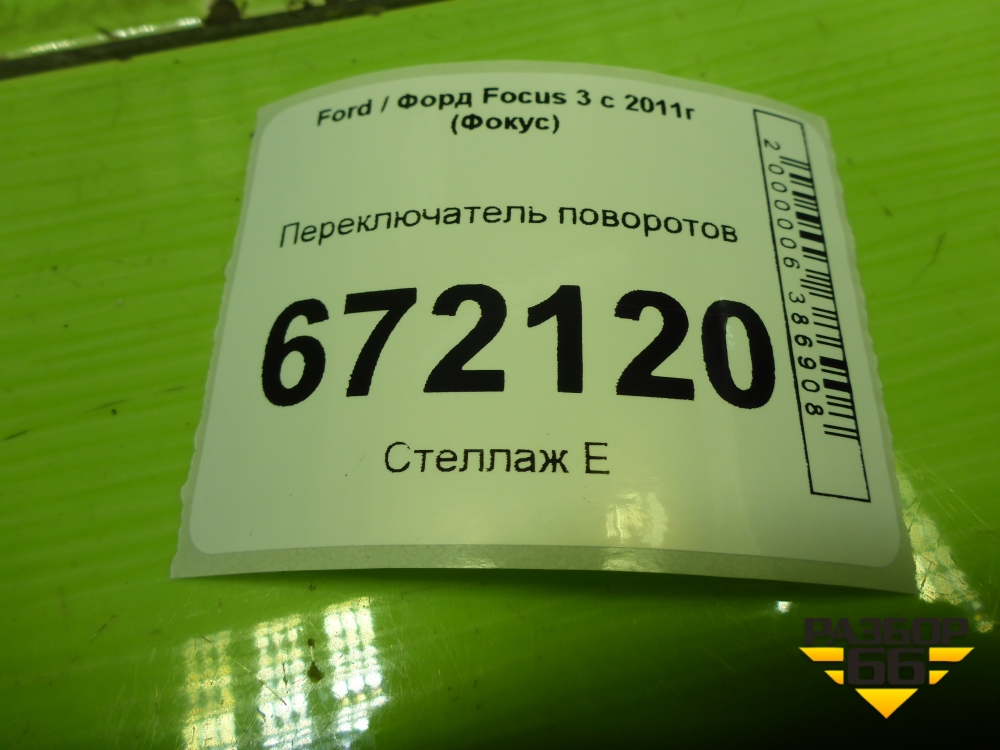 Ford / Форд Focus 3 с 2011г
(Фокус)
Переключатель поворотов
672120
Стеллаж Е
2000006386908
РАЗБОР
66